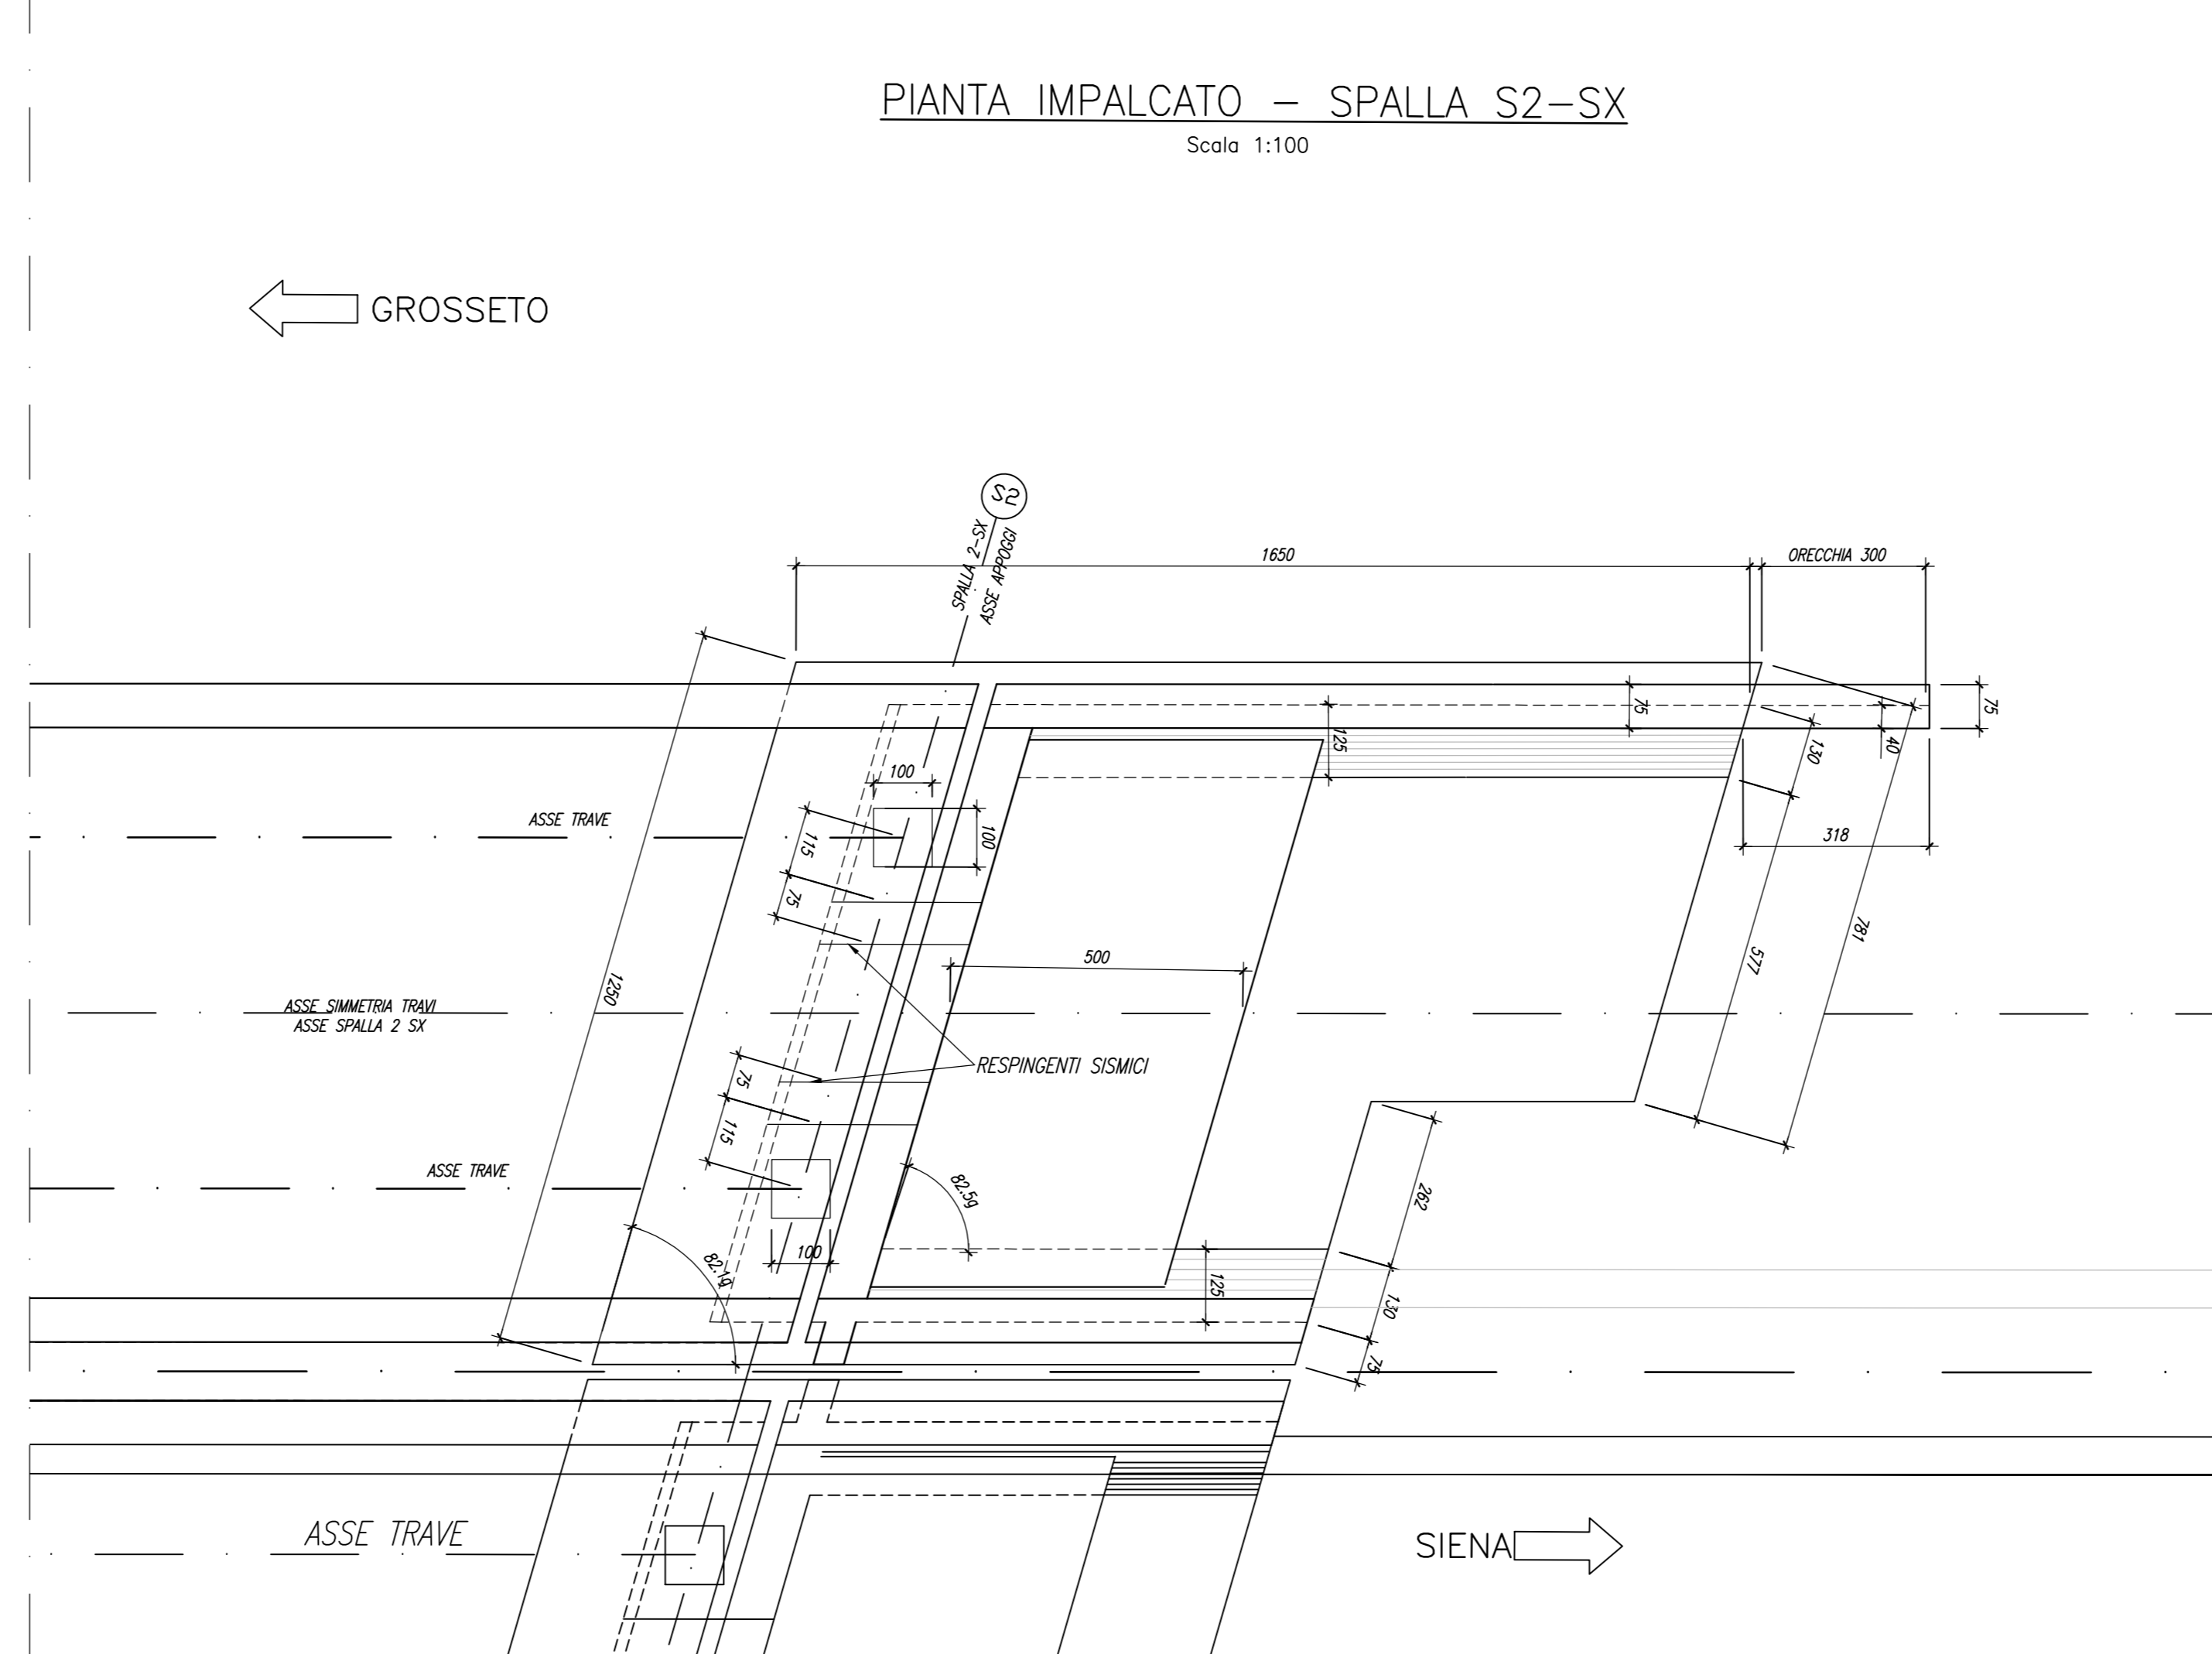 PIANTA IMPALCATO – SPALLA S2–SX
Scala 1:100
GROSSETO
S2
SPALLA 2-SX
ASSE APPOGGI
1650
ORECCHIA 300
75
75
125
40
130
100
100
ASSE TRAVE
115
75
318
781
577
500
1250
ASSE SIMMETRIA TRAVI
ASSE SPALLA 2 SX
RESPINGENTI SISMICI
75
115
ASSE TRAVE
82.5g
262
100
82.1g
125
130
75
ASSE TRAVE
SIENA